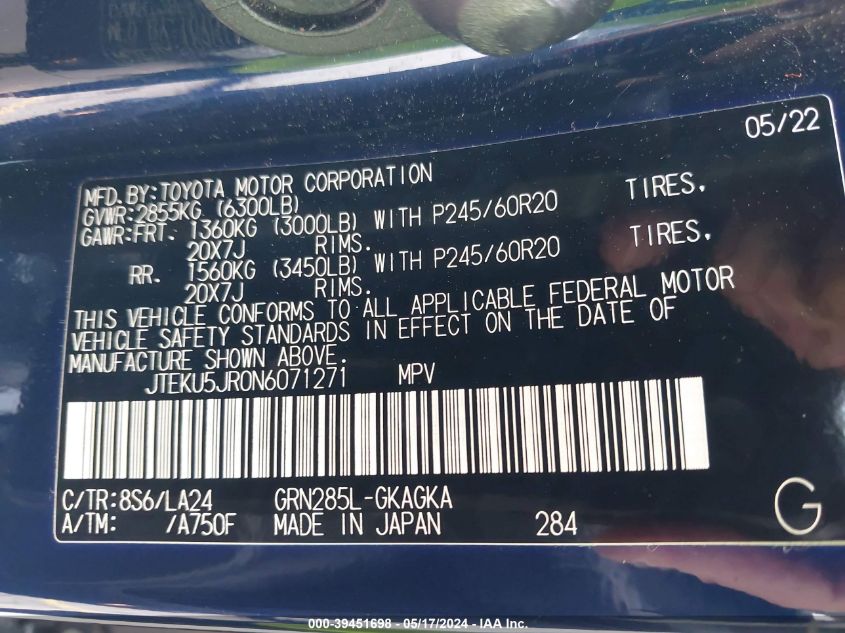 05/22
MFD. BY: TOYOTA MOTOR CORPORATION
GVWR: 2855KG (6300LB)
GAWR: FRT. 1360KG (3000LB) WITH P245/60R20 TIRES,
20X7J RIMS.
RR. 1560KG (3450LB) WITH P245/60R20 TIRES,
20X7J RIMS.
THIS VEHICLE CONFORMS TO ALL APPLICABLE FEDERAL MOTOR
VEHICLE SAFETY STANDARDS IN EFFECT ON THE DATE OF
MANUFACTURE SHOWN ABOVE.
JTEKU5JR0N6071271 MPV
C/TR: 8S6/LA24 GRN285L-GKAGKA
A/TM: /A750F MADE IN JAPAN 284
G
000-39451698 - 05/17/2024 - IAA Inc.